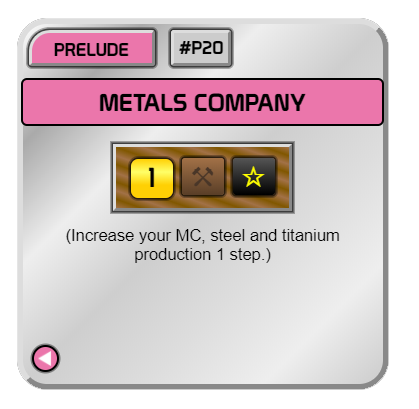 PRELUDE #P20
METALS COMPANY
1
(Increase your MC, steel and titanium
production 1 step.)